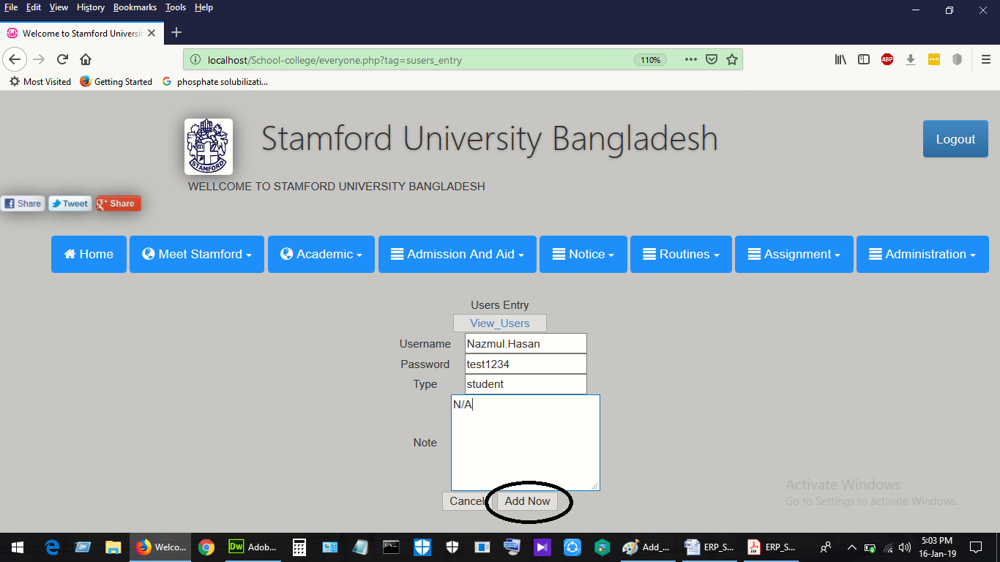 File Edit View History Bookmarks Tools Help
Welcome to Stamford Universit
localhost/School-college/everyone.php?tag=susers_entry 110%
ABP
Most Visited Getting Started phosphate solubilizati...
STAMFORD
Stamford University Bangladesh
Logout
WELLCOME TO STAMFORD UNIVERSITY BANGLADESH
Share Tweet g+ Share
Home Meet Stamford Academic Admission And Aid Notice Routines Assignment Administration
Users Entry
View_Users
Username Nazmul.Hasan
Password test1234
Type student
N/A
Note
Cancel Add Now
Activate Windows
Go to Settings to activate Windows.
Welco... Dw Adob... Add_... ERP_S... ERP_S... 5:03 PM
16-Jan-19